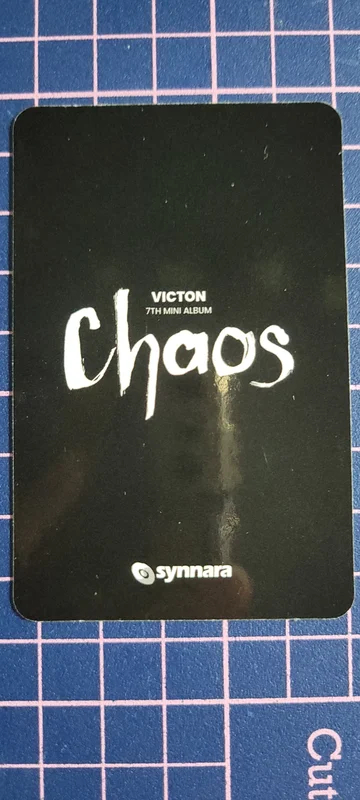 VICTON
7TH MINI ALBUM
Chaos
synnara
Cut